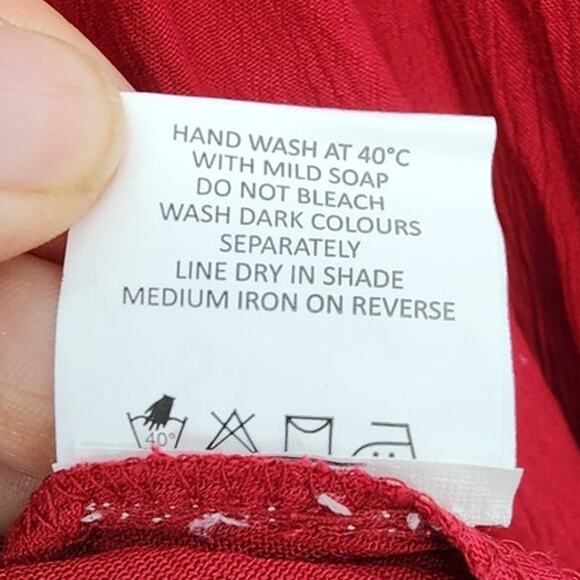 HAND WASH AT 40°C
WITH MILD SOAP
DO NOT BLEACH
WASH DARK COLOURS
SEPARATELY
LINE DRY IN SHADE
MEDIUM IRON ON REVERSE
40°